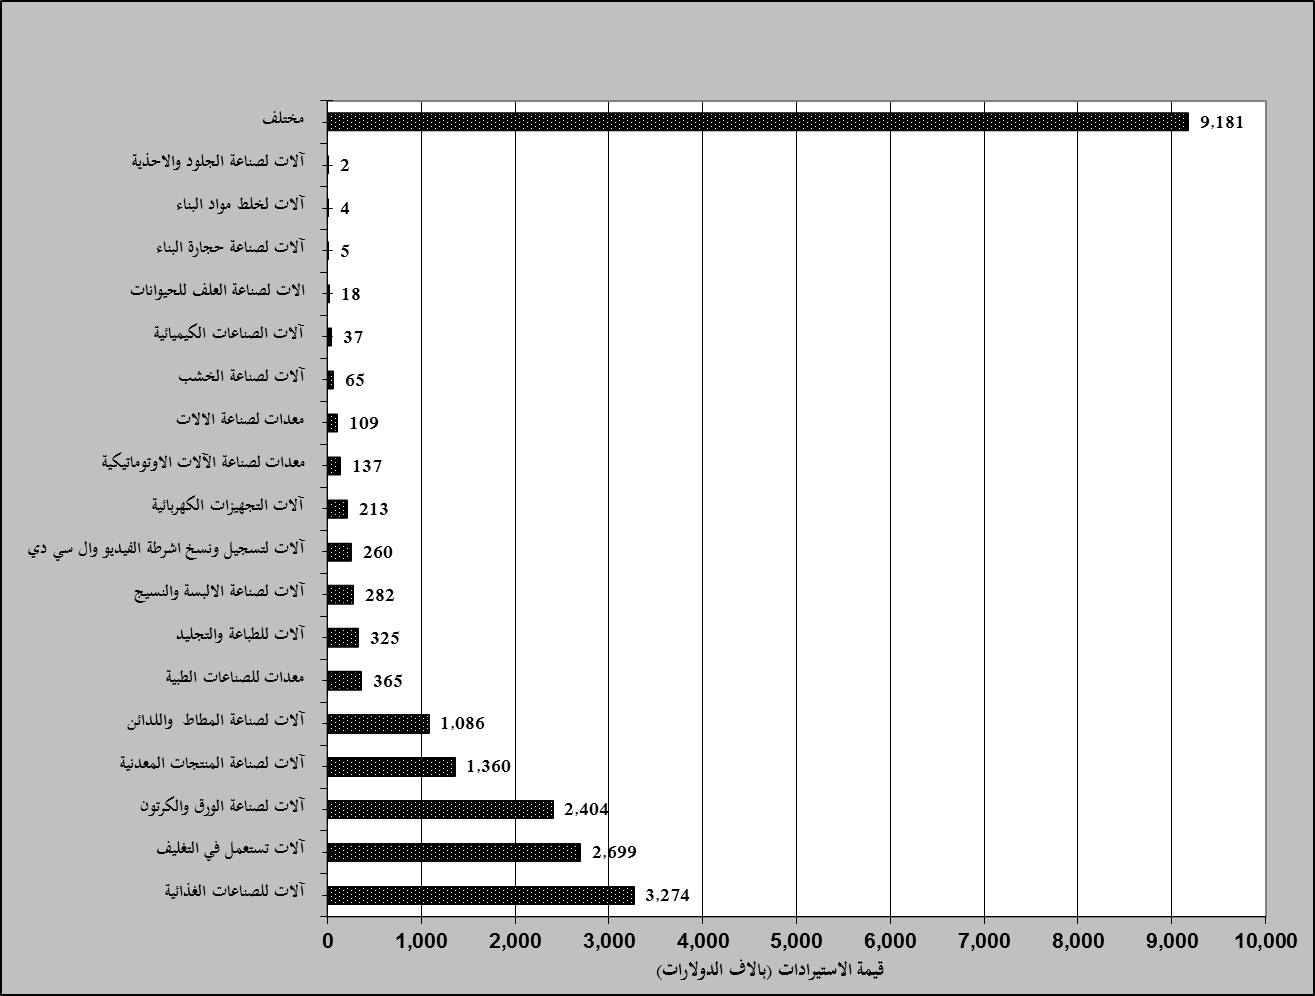 مختلف 9,181
آلات لصناعة الجلود والاحذية 2
آلات لخلط مواد البناء 4
آلات لصناعة حجارة البناء 5
الات لصناعة العلف للحيوانات 18
آلات الصناعات الكيميائية 37
آلات لصناعة الخشب 65
معدات لصناعة الالات 109
معدات لصناعة الآلات الاوتوماتيكية 137
آلات التجهيزات الكهربائية 213
آلات لتسجيل ونسخ اشرطة الفيديو وال سي دي 260
آلات لصناعة الالبسة والنسيج 282
آلات للطباعة والتجليد 325
معدات للصناعات الطبية 365
آلات لصناعة المطاط واللدائن 1,086
آلات لصناعة المنتجات المعدنية 1,360
آلات لصناعة الورق والكرتون 2,404
آلات تستعمل في التغليف 2,699
آلات للصناعات الغذائية 3,274
0 1,000 2,000 3,000 4,000 5,000 6,000 7,000 8,000 9,000 10,000
قيمة الاستيرادات (بالاف الدولارات)